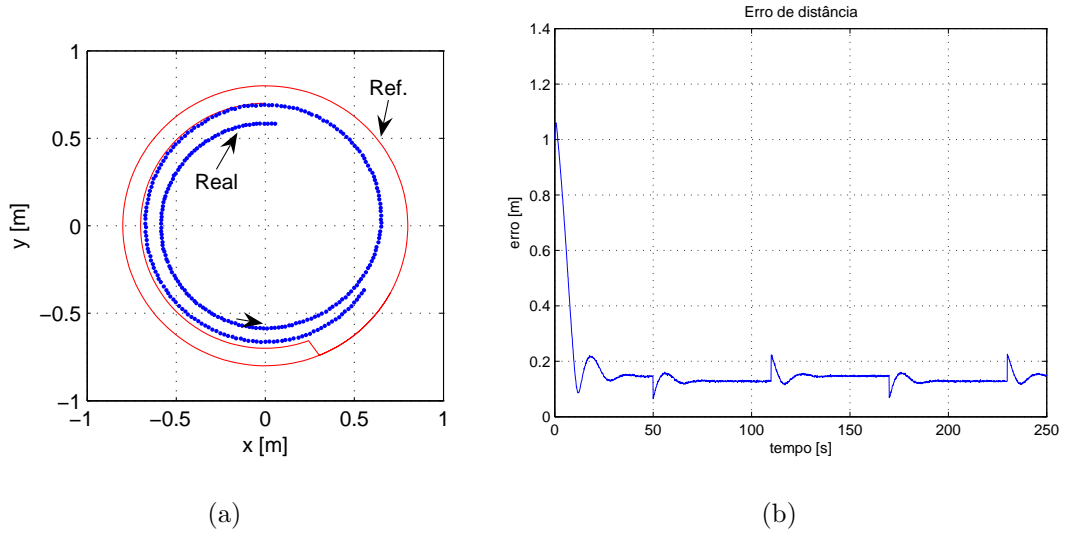 Erro de distância
1
0.5
0
−0.5
−1
−1
−0.5
0
0.5
1
y [m]
x [m]
Ref.
Real
1.4
1.2
1
0.8
0.6
0.4
0.2
0
0
50
100
150
200
250
erro [m]
tempo [s]
(a)
(b)